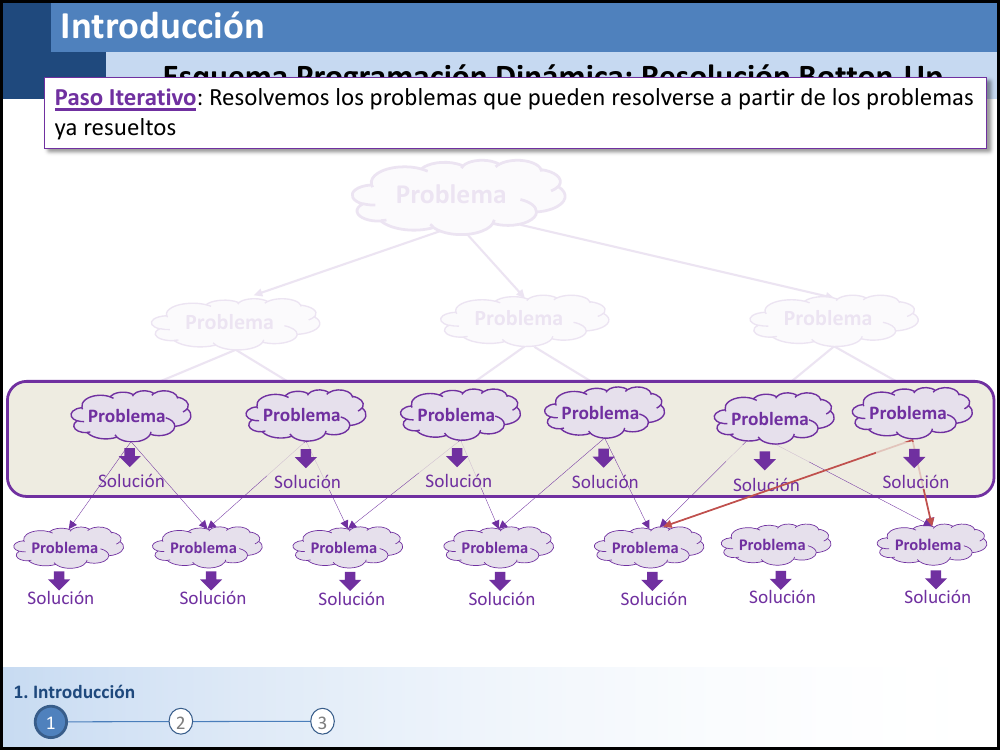 Introducción
Esquema Programación Dinámica: Resolución Botton-Up
Paso Iterativo: Resolvemos los problemas que pueden resolverse a partir de los problemas
ya resueltos
Problema
Problema Problema Problema
Problema Problema Problema Problema Problema Problema
Solución Solución Solución Solución Solución Solución
Problema Problema Problema Problema Problema Problema Problema
Solución Solución Solución Solución Solución Solución Solución
1. Introducción
1 2 3